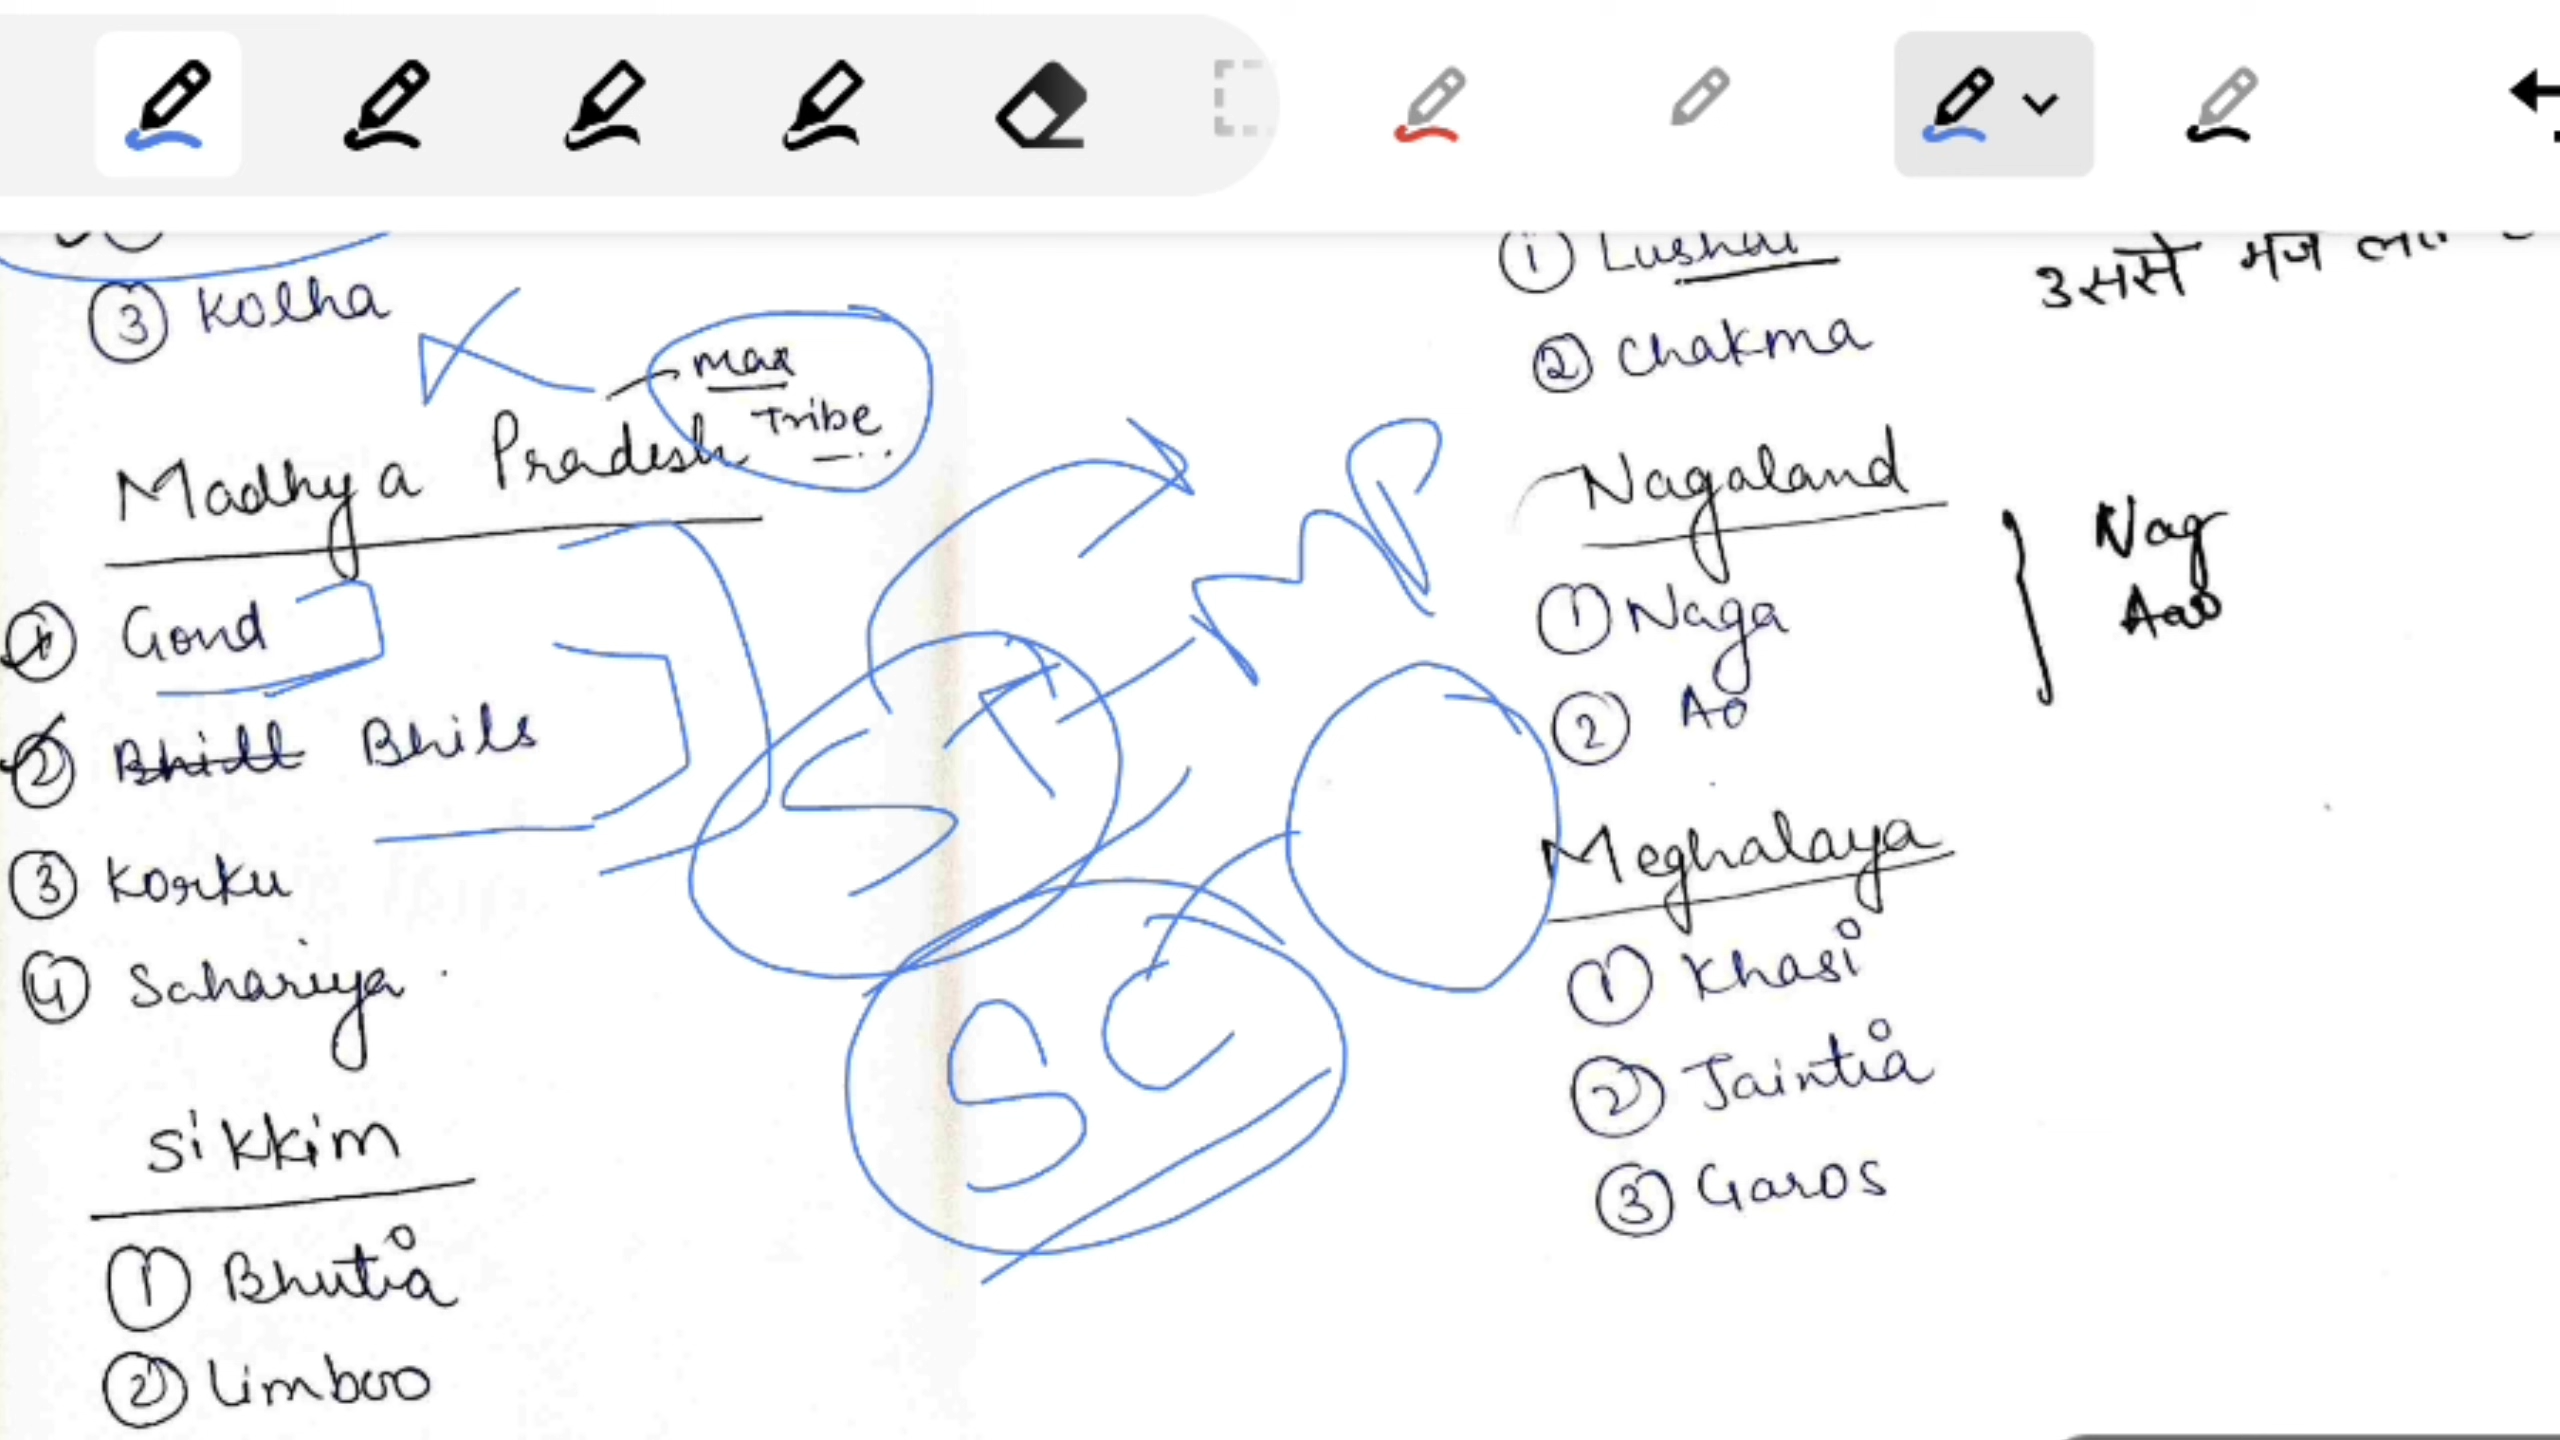 ③ Kolha
max
Tribe
Madhya Pradesh
① Gond
② Bhill Bhils
③ Korku
④ Sahariya
Sikkim
① Bhutia
② Limboo
ST MP
SC
① Lushai
② Chakma
उससे
Nagaland
① Naga
② Ao
Nag
Aao
Meghalaya
① Khasi
② Jaintia
③ Garos